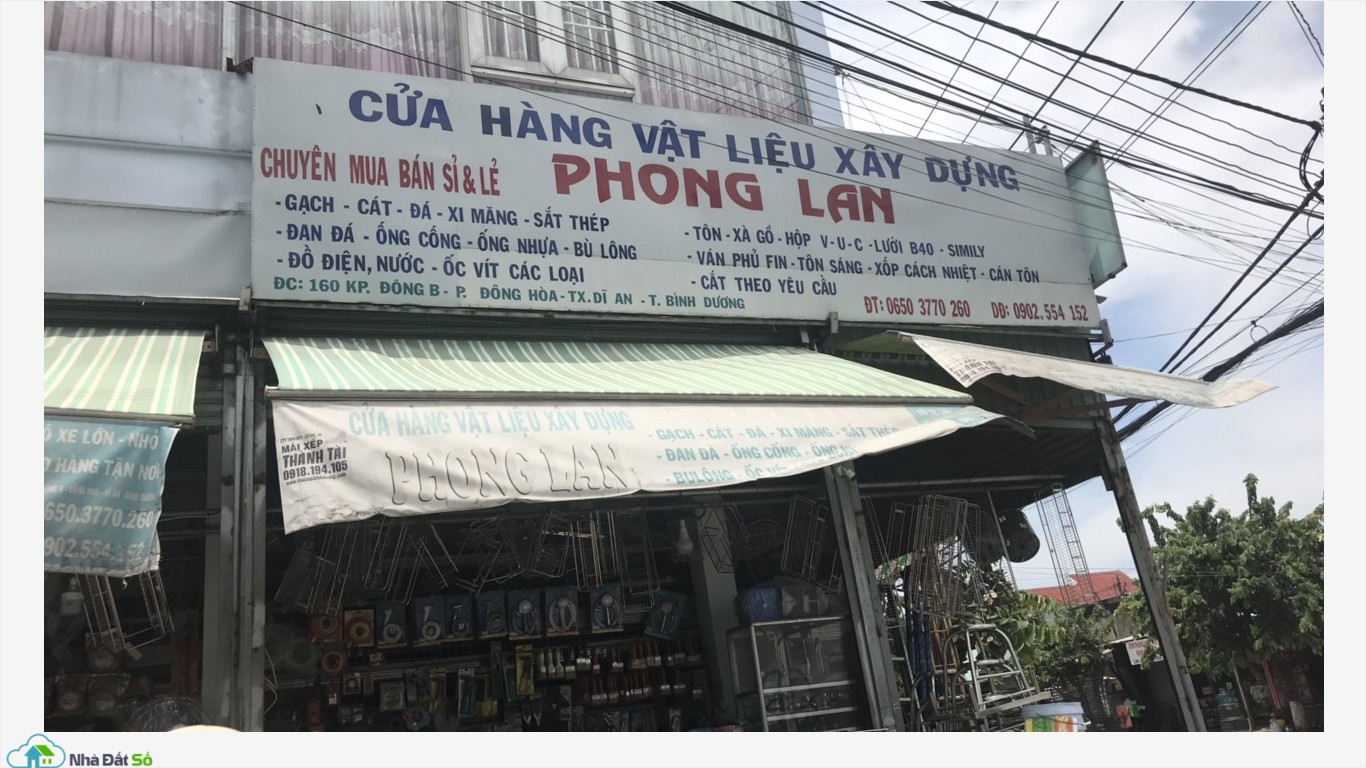 CỬA HÀNG VẬT LIỆU XÂY DỰNG
CHUYÊN MUA BÁN SỈ & LẺ
PHONG LAN
- GẠCH - CÁT - ĐÁ - XI MĂNG - SẮT THÉP
- ĐAN ĐÁ - ỐNG CỐNG - ỐNG NHỰA - BÙ LÔNG
- ĐỒ ĐIỆN, NƯỚC - ỐC VÍT CÁC LOẠI
- TÔN - XÀ GỒ - HỘP V - U - C - LƯỚI B40 - SIMILY
- VÁN PHỦ FIN - TÔN SÁNG - XỐP CÁCH NHIỆT - CÁN TÔN
- CẮT THEO YÊU CẦU
ĐC: 160 KP. ĐÔNG B - P. ĐÔNG HÒA - TX. DĨ AN - T. BÌNH DƯƠNG
ĐT: 0650 3770 260 DĐ: 0902. 554 152
CỬA HÀNG VẬT LIỆU XÂY DỰNG
PHONG LAN
- GẠCH - CÁT - ĐÁ - XI MĂNG - SẮT THÉP
- ĐAN ĐÁ - ỐNG CỐNG - ỐNG
- BULÔNG - ỐC VÍT
MÁI XẾP
THÀNH TÀI
0918.194.105
XE LỚN - NHỎ
HÀNG TẬN NƠI
650.3770.260
902.554.152
Nhà Đất Số